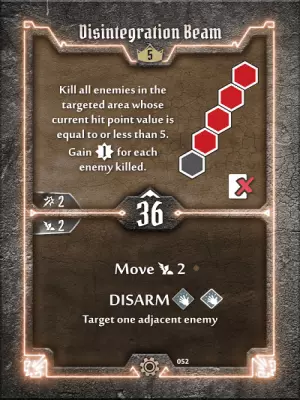 Disintegration Beam
5
Kill all enemies in the
targeted area whose
current hit point value is
equal to or less than 5.
Gain 1 for each
enemy killed.
2
36
2
Move 2
DISARM
Target one adjacent enemy
052